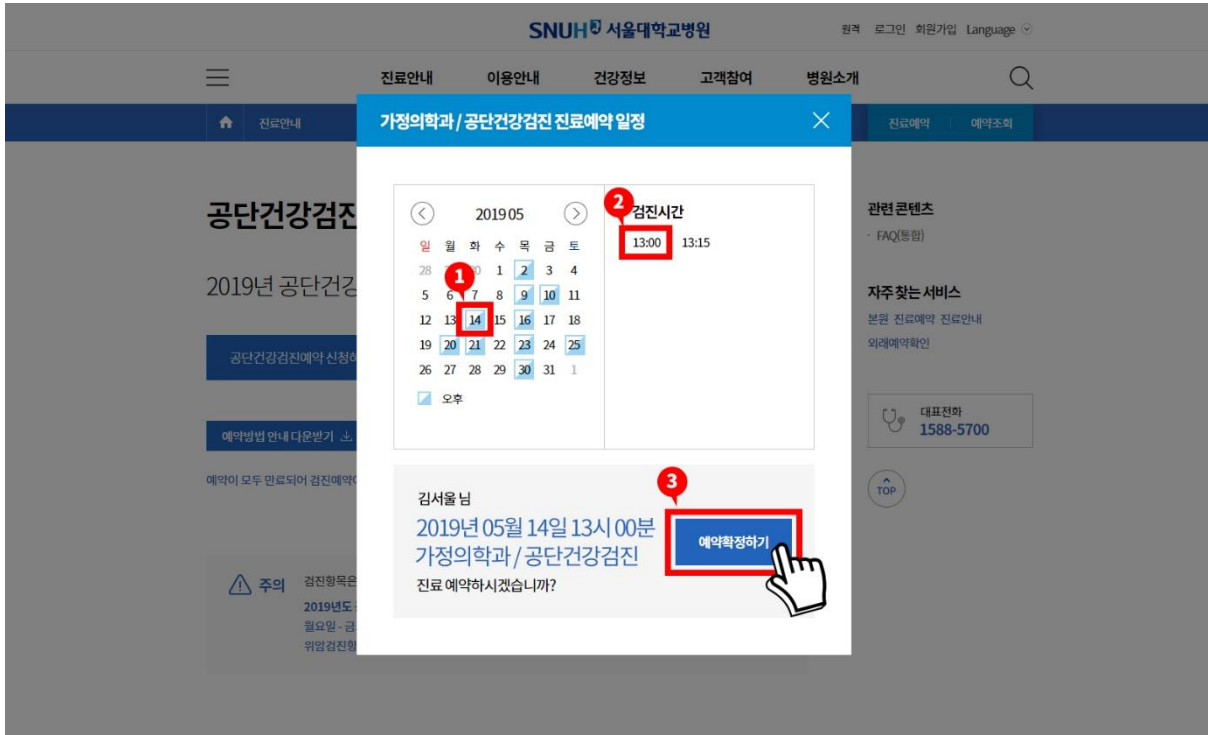 SNUH 서울대학교병원
원격 로그인 회원가입 Language
진료안내 이용안내 건강정보 고객참여 병원소개
진료안내
가정의학과 / 공단건강검진 진료예약 일정
진료예약 예약조회
공단건강검진
2019년 공단건강
공단건강검진예약 신청하
예약방법 안내 다운받기
예약이 모두 만료되어 검진예약이
2019 05
일 월 화 수 목 금 토
28 1 2 3 4
5 6 7 8 9 10 11
12 13 14 15 16 17 18
19 20 21 22 23 24 25
26 27 28 29 30 31 1
오후
1
2
검진시간
13:00 13:15
김서울 님
2019년 05월 14일 13시 00분
가정의학과 / 공단건강검진
진료 예약하시겠습니까?
3
예약확정하기
주의
검진항목은
2019년도
월요일 - 금
위암검진항
관련 콘텐츠
· FAQ(통합)
자주 찾는 서비스
본원 진료예약 진료안내
외래예약확인
대표전화
1588-5700
TOP